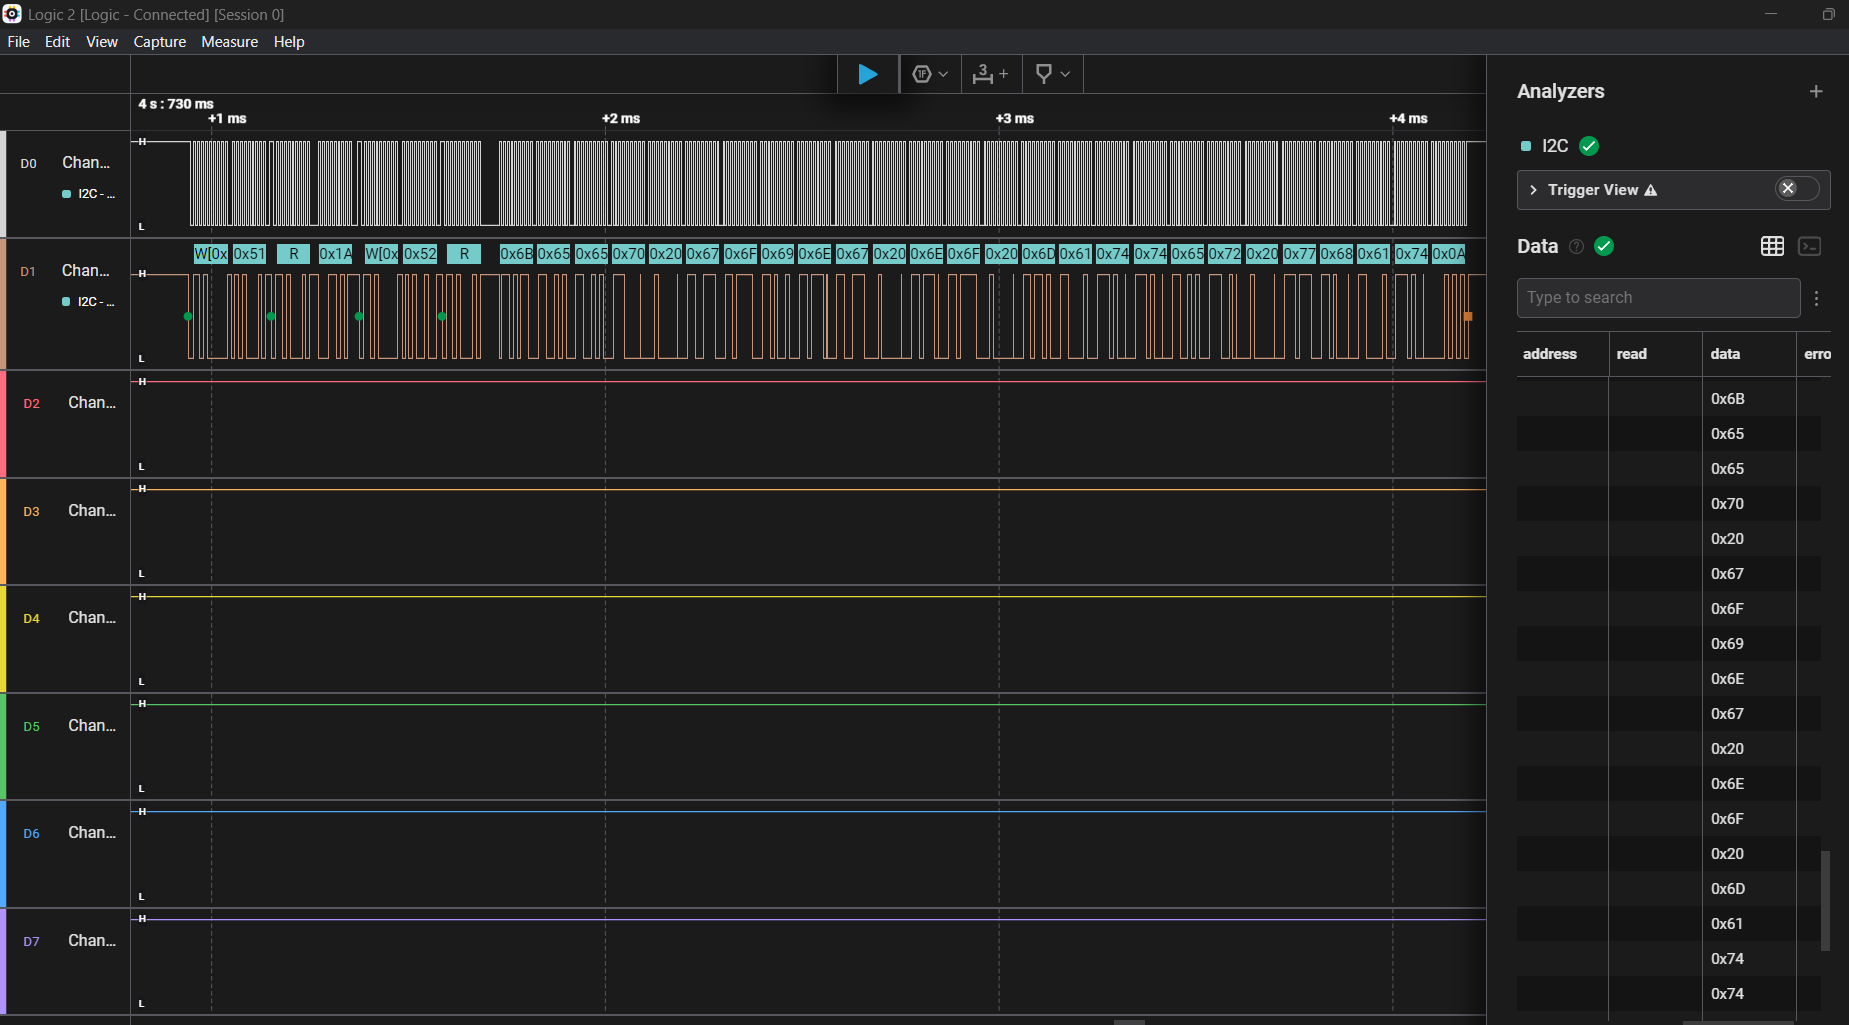 Logic 2 [Logic - Connected] [Session 0]
File Edit View Capture Measure Help
1F 3 +
4 s : 730 ms
+1 ms +2 ms +3 ms +4 ms
D0 Chan...
I2C - ...
H
L
W[0x 0x51 R 0x1A W[0x 0x52 R 0x6B 0x65 0x65 0x70 0x20 0x67 0x6F 0x69 0x6E 0x67 0x20 0x6E 0x6F 0x20 0x6D 0x61 0x74 0x74 0x65 0x72 0x20 0x77 0x68 0x61 0x74 0x0A
D1 Chan...
I2C - ...
H
L
D2 Chan...
H
L
D3 Chan...
H
L
D4 Chan...
H
L
D5 Chan...
H
L
D6 Chan...
H
L
D7 Chan...
H
L
Analyzers +
I2C
Trigger View
Data
Type to search
address read data erro
0x6B
0x65
0x65
0x70
0x20
0x67
0x6F
0x69
0x6E
0x67
0x20
0x6E
0x6F
0x20
0x6D
0x61
0x74
0x74